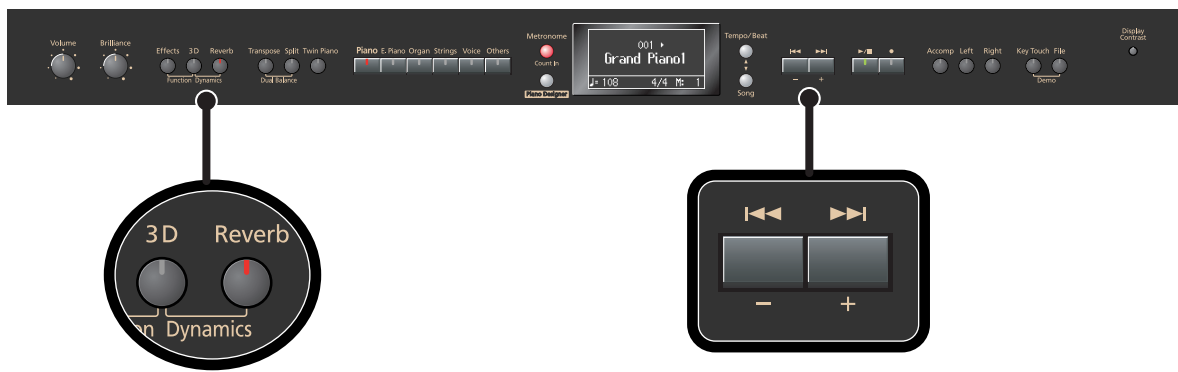 Volume
Brilliance
Effects 3D Reverb
Function Dynamics
Transpose Split Twin Piano
Dual Balance
Piano E. Piano Organ Strings Voice Others
Metronome
Count In
Piano Designer
001
Grand Piano1
♩= 108 4/4 M: 1
Tempo/Beat
Song
− +
Accomp Left Right
Key Touch File
Demo
Display
Contrast
3D Reverb
on Dynamics
− +